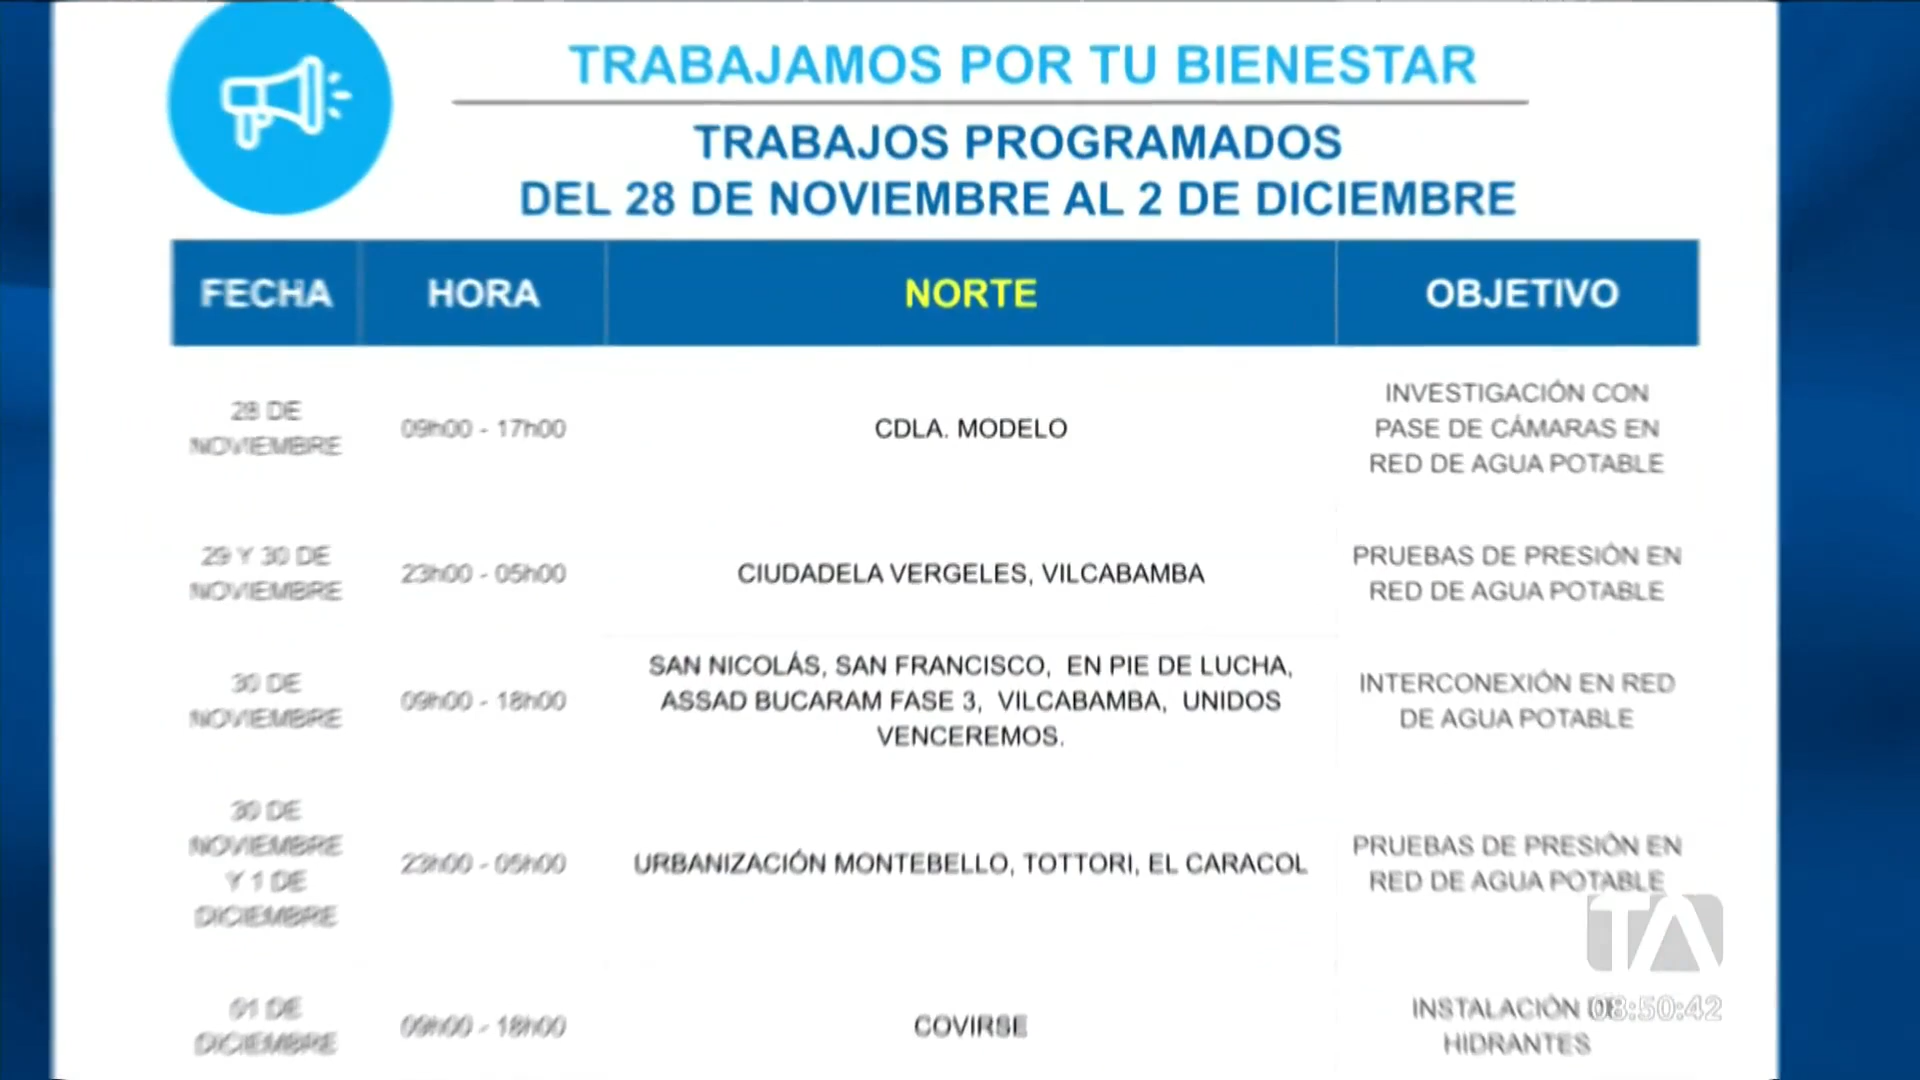 TRABAJAMOS POR TU BIENESTAR
TRABAJOS PROGRAMADOS
DEL 28 DE NOVIEMBRE AL 2 DE DICIEMBRE
FECHA HORA NORTE OBJETIVO
28 DE
NOVIEMBRE
09h00 - 17h00
CDLA. MODELO
INVESTIGACIÓN CON
PASE DE CÁMARAS EN
RED DE AGUA POTABLE
29 Y 30 DE
NOVIEMBRE
23h00 - 05h00
CIUDADELA VERGELES, VILCABAMBA
PRUEBAS DE PRESIÓN EN
RED DE AGUA POTABLE
30 DE
NOVIEMBRE
09h00 - 18h00
SAN NICOLÁS, SAN FRANCISCO, EN PIE DE LUCHA,
ASSAD BUCARAM FASE 3, VILCABAMBA, UNIDOS
VENCEREMOS.
INTERCONEXIÓN EN RED
DE AGUA POTABLE
30 DE
NOVIEMBRE
Y 1 DE
DICIEMBRE
23h00 - 05h00
URBANIZACIÓN MONTEBELLO, TOTTORI, EL CARACOL
PRUEBAS DE PRESIÓN EN
RED DE AGUA POTABLE
01 DE
DICIEMBRE
09h00 - 18h00
COVIRSE
INSTALACIÓN DE
HIDRANTES
TA
08:50:42